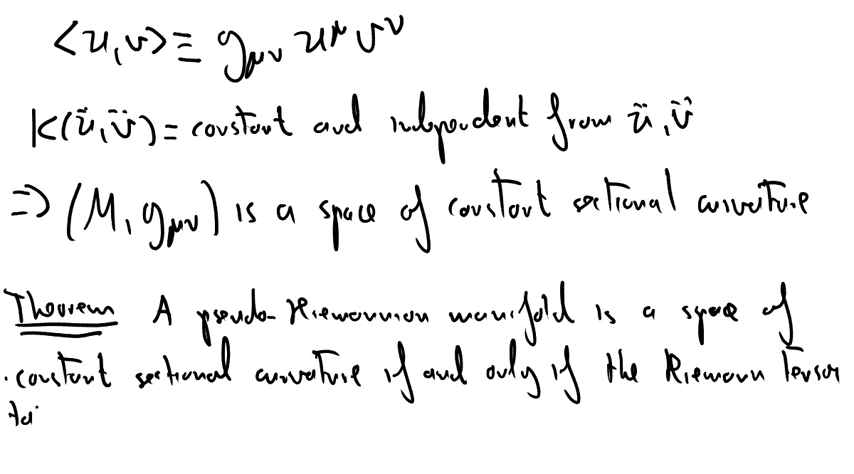 <u,v> ≡ g_μν u^μ v^ν
K(ü,v̈) = constant and independent from ü,v̈
⇒ (M, g_μν) is a space of constant sectional curvature
Theorem A pseudo-Riemannian manifold is a space of
constant sectional curvature if and only if the Riemann tensor
ta